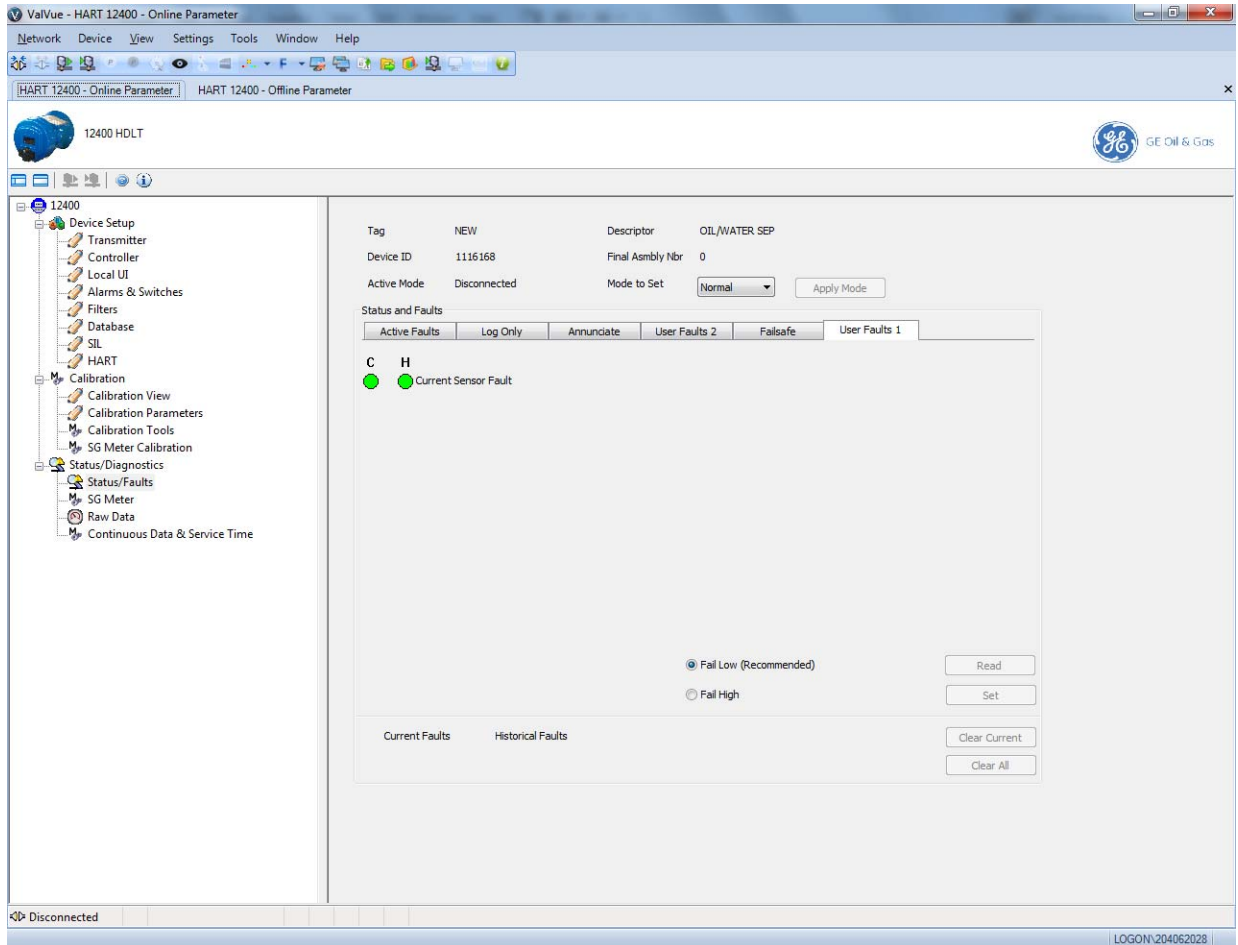 ValVue - HART 12400 - Online Parameter
Network Device View Settings Tools Window Help
F
HART 12400 - Online Parameter HART 12400 - Offline Parameter
12400 HDLT
GE Oil & Gas
12400
Device Setup
Transmitter
Controller
Local UI
Alarms & Switches
Filters
Database
SIL
HART
Calibration
Calibration View
Calibration Parameters
Calibration Tools
SG Meter Calibration
Status/Diagnostics
Status/Faults
SG Meter
Raw Data
Continuous Data & Service Time
Tag NEW Descriptor OIL/WATER SEP
Device ID 1116168 Final Asmbly Nbr 0
Active Mode Disconnected Mode to Set Normal Apply Mode
Status and Faults
Active Faults Log Only Annunciate User Faults 2 Failsafe User Faults 1
C H
Current Sensor Fault
Fail Low (Recommended) Read
Fail High Set
Current Faults Historical Faults Clear Current
Clear All
Disconnected
LOGON\204062028